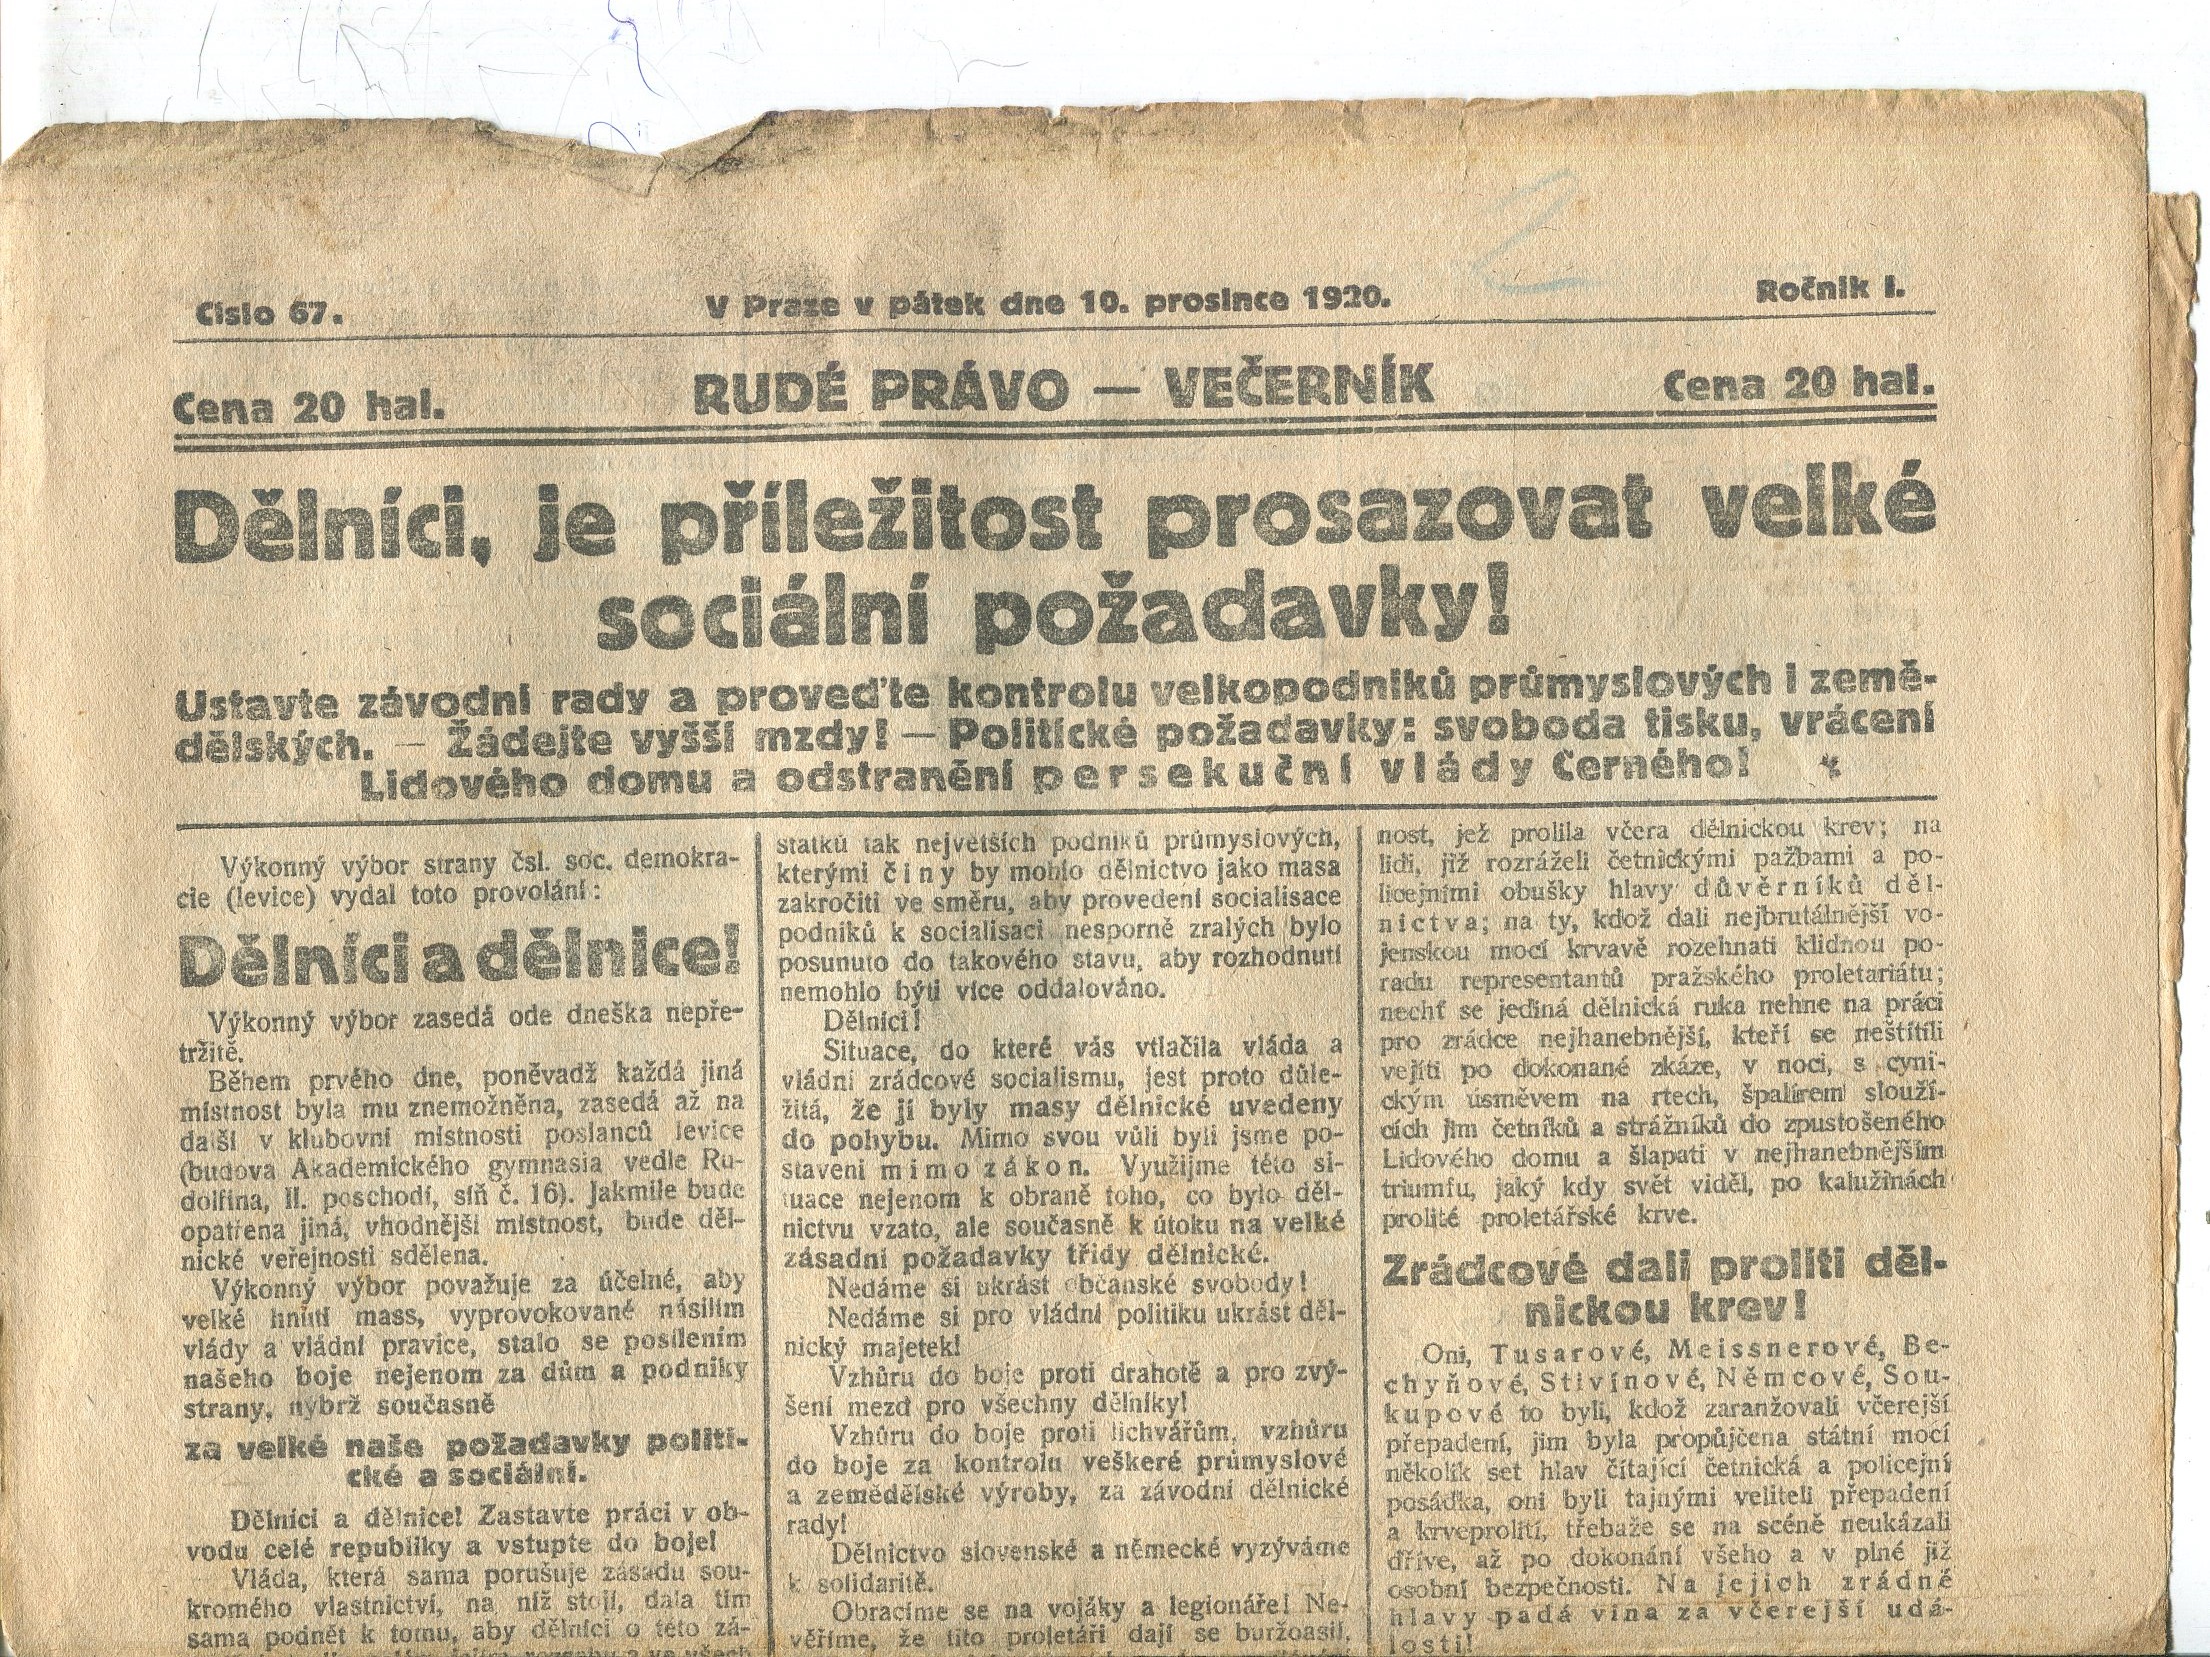 Číslo 67.
V Praze v pátek dne 10. prosince 1920.
Ročník I.
Cena 20 hal.
RUDÉ PRÁVO — VEČERNÍK
Cena 20 hal.
Dělníci, je příležitost prosazovat velké
sociální požadavky!
Ustavte závodní rady a proveďte kontrolu velkopodniků průmyslových i země-
dělských. — Žádejte vyšší mzdy! — Politické požadavky: svoboda tisku, vrácení
Lidového domu a odstranění persekuční vlády Černého!
Výkonný výbor strany čsl. soc. demokra-
cie (levice) vydal toto provolání:
Dělníci a dělnice!
Výkonný výbor zasedá ode dneška nepře-
tržitě.
Během prvého dne, poněvadž každá jiná
místnost byla mu znemožněna, zasedá až na
další v klubovní místnosti poslanců levice
(budova Akademického gymnasia vedle Ru-
dolfina, II. poschodí, síň č. 16). Jakmile bude
opatřena jiná, vhodnější místnost, bude děl-
nické veřejnosti sdělena.
Výkonný výbor považuje za účelné, aby
velké hnutí mass, vyprovokované násilím
vlády a vládní pravice, stalo se posílením
našeho boje nejenom za dům a podniky
strany, nýbrž současně
za velké naše požadavky politi-
cké a sociální.
Dělníci a dělnice! Zastavte práci v ob-
vodu celé republiky a vstupte do boje!
Vláda, která sama porušuje zásadu sou-
kromého vlastnictví, na níž stojí, dala tím
sama podnět k tomu, aby dělníci o této zá-
statků tak největších podniků průmyslových,
kterými činy by mohlo dělnictvo jako masa
zakročiti ve směru, aby provedení socialisace
podniků k socialisaci nesporně zralých bylo
posunuto do takového stavu, aby rozhodnutí
nemohlo býti více oddalováno.
Dělníci!
Situace, do které vás vtlačila vláda a
vládní zrádcové socialismu, jest proto důle-
žitá, že jí byly masy dělnické uvedeny
do pohybu. Mimo svou vůli byli jsme po-
staveni mimo zákon. Využijme této si-
tuace nejenom k obraně toho, co bylo děl-
nictvu vzato, ale současně k útoku na velké
zásadní požadavky třídy dělnické.
Nedáme si ukrást občanské svobody!
Nedáme si pro vládní politiku ukrást děl-
nický majetek!
Vzhůru do boje proti drahotě a pro zvý-
šení mezd pro všechny dělníky!
Vzhůru do boje proti lichvářům, vzhůru
do boje za kontrolu veškeré průmyslové
a zemědělské výroby, za závodní dělnické
rady!
Dělnictvo slovenské a německé vyzýváme
k solidaritě.
Obracíme se na vojáky a legionáře! Ne-
věříme, že tito proletáři dají se buržoasií,
nost, jež prolila včera dělnickou krev; na
lidi, již rozráželi četnickými pažbami a po-
licejními obušky hlavy důvěrníků děl-
nictva; na ty, kdož dali nejbrutálnější vo-
jenskou mocí krvavě rozehnati klidnou po-
radu representantů pražského proletariátu;
nechť se jediná dělnická ruka nehne na práci
pro zrádce nejhanebnější, kteří se neštítili
vejíti po dokonané zkáze, v noci, s cyni-
ckým úsměvem na rtech, špalírem slouží-
cích jim četníků a strážníků do zpustošeného
Lidového domu a šlapati v nejhanebnějším
triumfu, jaký kdy svět viděl, po kalužinách
prolité proletářské krve.
Zrádcové dali prolíti děl-
nickou krev!
Oni, Tusarové, Meissnerové, Be-
chyňové, Stivínové, Němcové, Sou-
kupové to byli, kdož zaranžovali včerejší
přepadení, jim byla propůjčena státní mocí
několik set hlav čítající četnická a policejní
posádka, oni byli tajnými veliteli přepadení
a krveprolití, třebaže se na scéně neukázali
dříve, až po dokonání všeho a v plné již
osobní bezpečnosti. Na jejich zrádné
hlavy padá vina za včerejší udá-
losti!